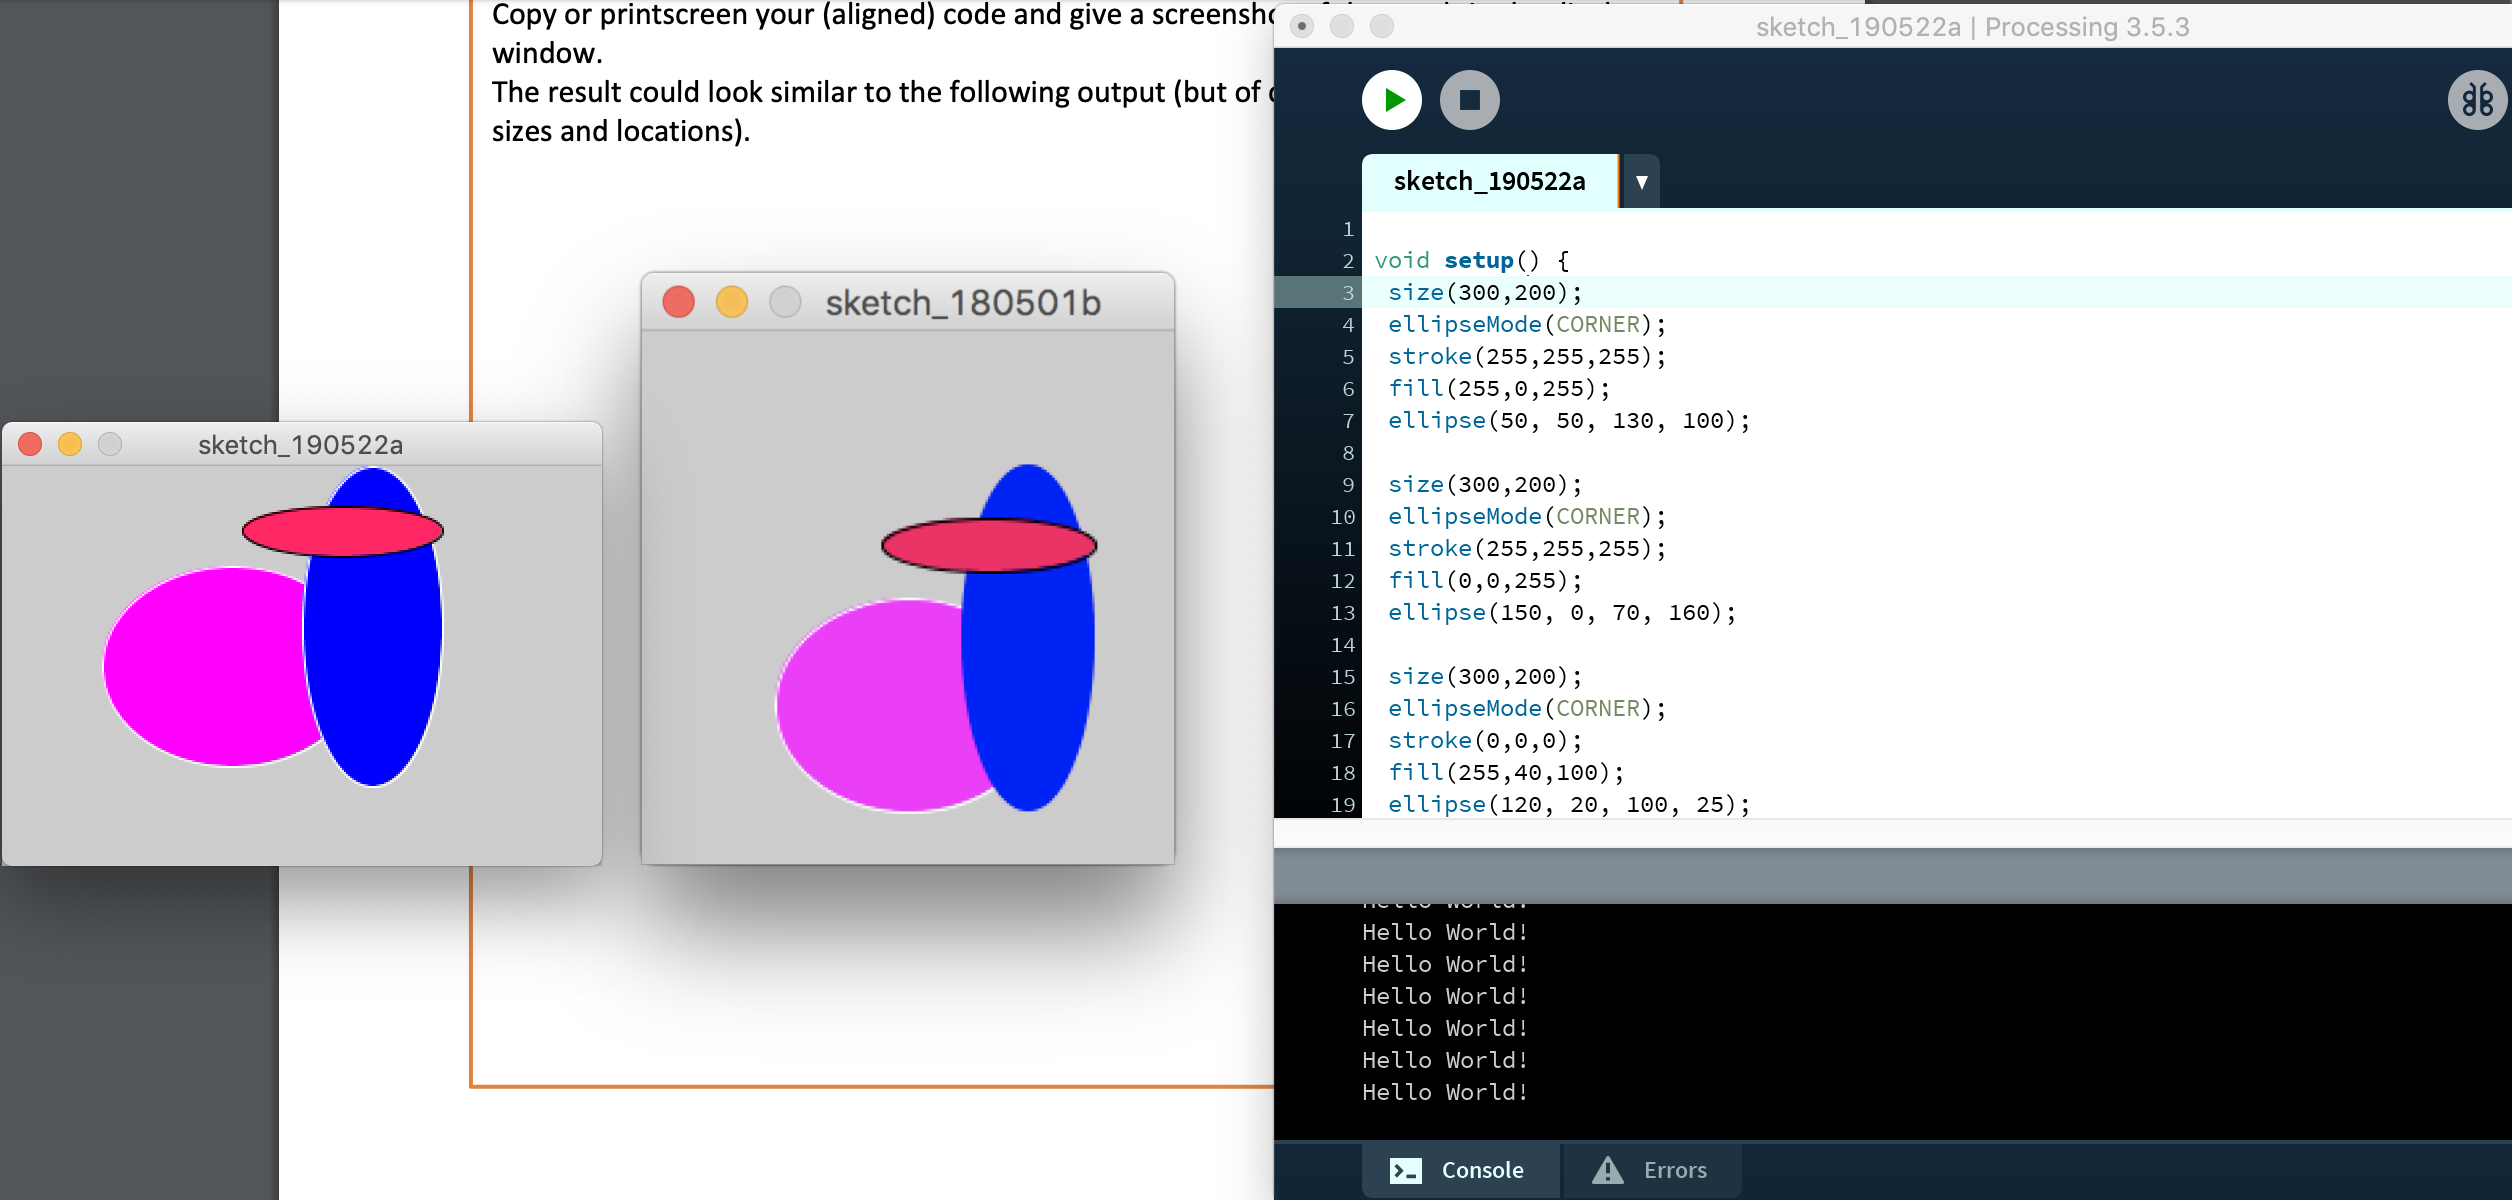 Copy or printscreen your (aligned) code and give a
window.
The result could look similar to the following output (but of
sizes and locations).
sketch_180501b
sketch_190522a
sketch_190522a | Processing 3.5.3
sketch_190522a
1
2 void setup() {
3 size(300,200);
4 ellipseMode(CORNER);
5 stroke(255,255,255);
6 fill(255,0,255);
7 ellipse(50, 50, 130, 100);
8
9 size(300,200);
10 ellipseMode(CORNER);
11 stroke(255,255,255);
12 fill(0,0,255);
13 ellipse(150, 0, 70, 160);
14
15 size(300,200);
16 ellipseMode(CORNER);
17 stroke(0,0,0);
18 fill(255,40,100);
19 ellipse(120, 20, 100, 25);
Hello World!
Hello World!
Hello World!
Hello World!
Hello World!
Hello World!
Console
Errors